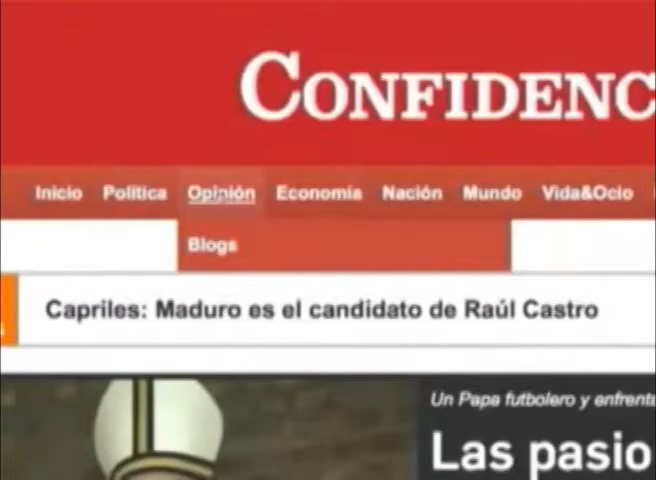 CONFIDENC
Inicio Política Opinión Economía Nación Mundo Vida&Ocio
Blogs
Capriles: Maduro es el candidato de Raúl Castro
Un Papa futbolero y enfrenta
Las pasio